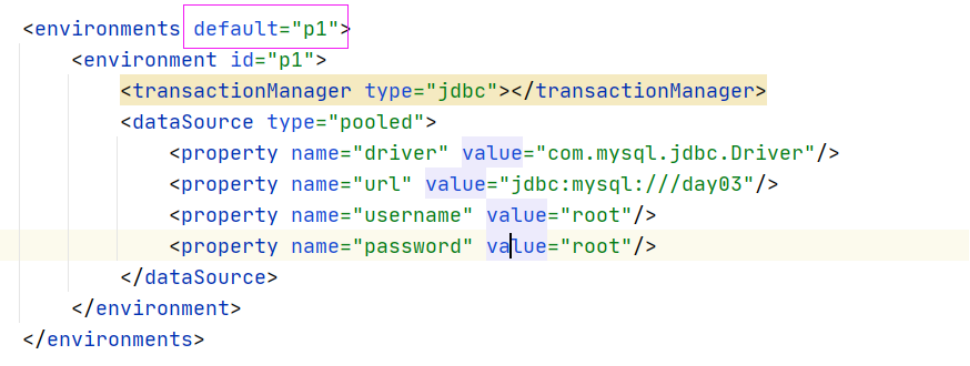 <environments default="p1">
<environment id="p1">
<transactionManager type="jdbc"></transactionManager>
<dataSource type="pooled">
<property name="driver" value="com.mysql.jdbc.Driver"/>
<property name="url" value="jdbc:mysql:///day03"/>
<property name="username" value="root"/>
<property name="password" value="root"/>
</dataSource>
</environment>
</environments>